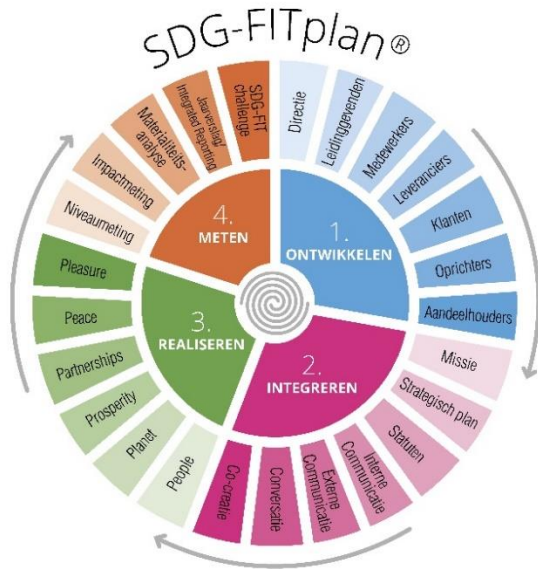 SDG-FITplan®
1.
ONTWIKKELEN
Directie
Leidinggevenden
Medewerkers
Leveranciers
Klanten
Oprichters
Aandeelhouders
2.
INTEGREREN
Missie
Strategisch plan
Statuten
Interne
Communicatie
Externe
Communicatie
Conversatie
Co-creatie
3.
REALISEREN
People
Planet
Prosperity
Partnerships
Peace
Pleasure
4.
METEN
Niveaumeting
Impactmeting
Materialiteits-
analyse
Jaarverslag/
Integrated Reporting
SDG-FIT
challenge